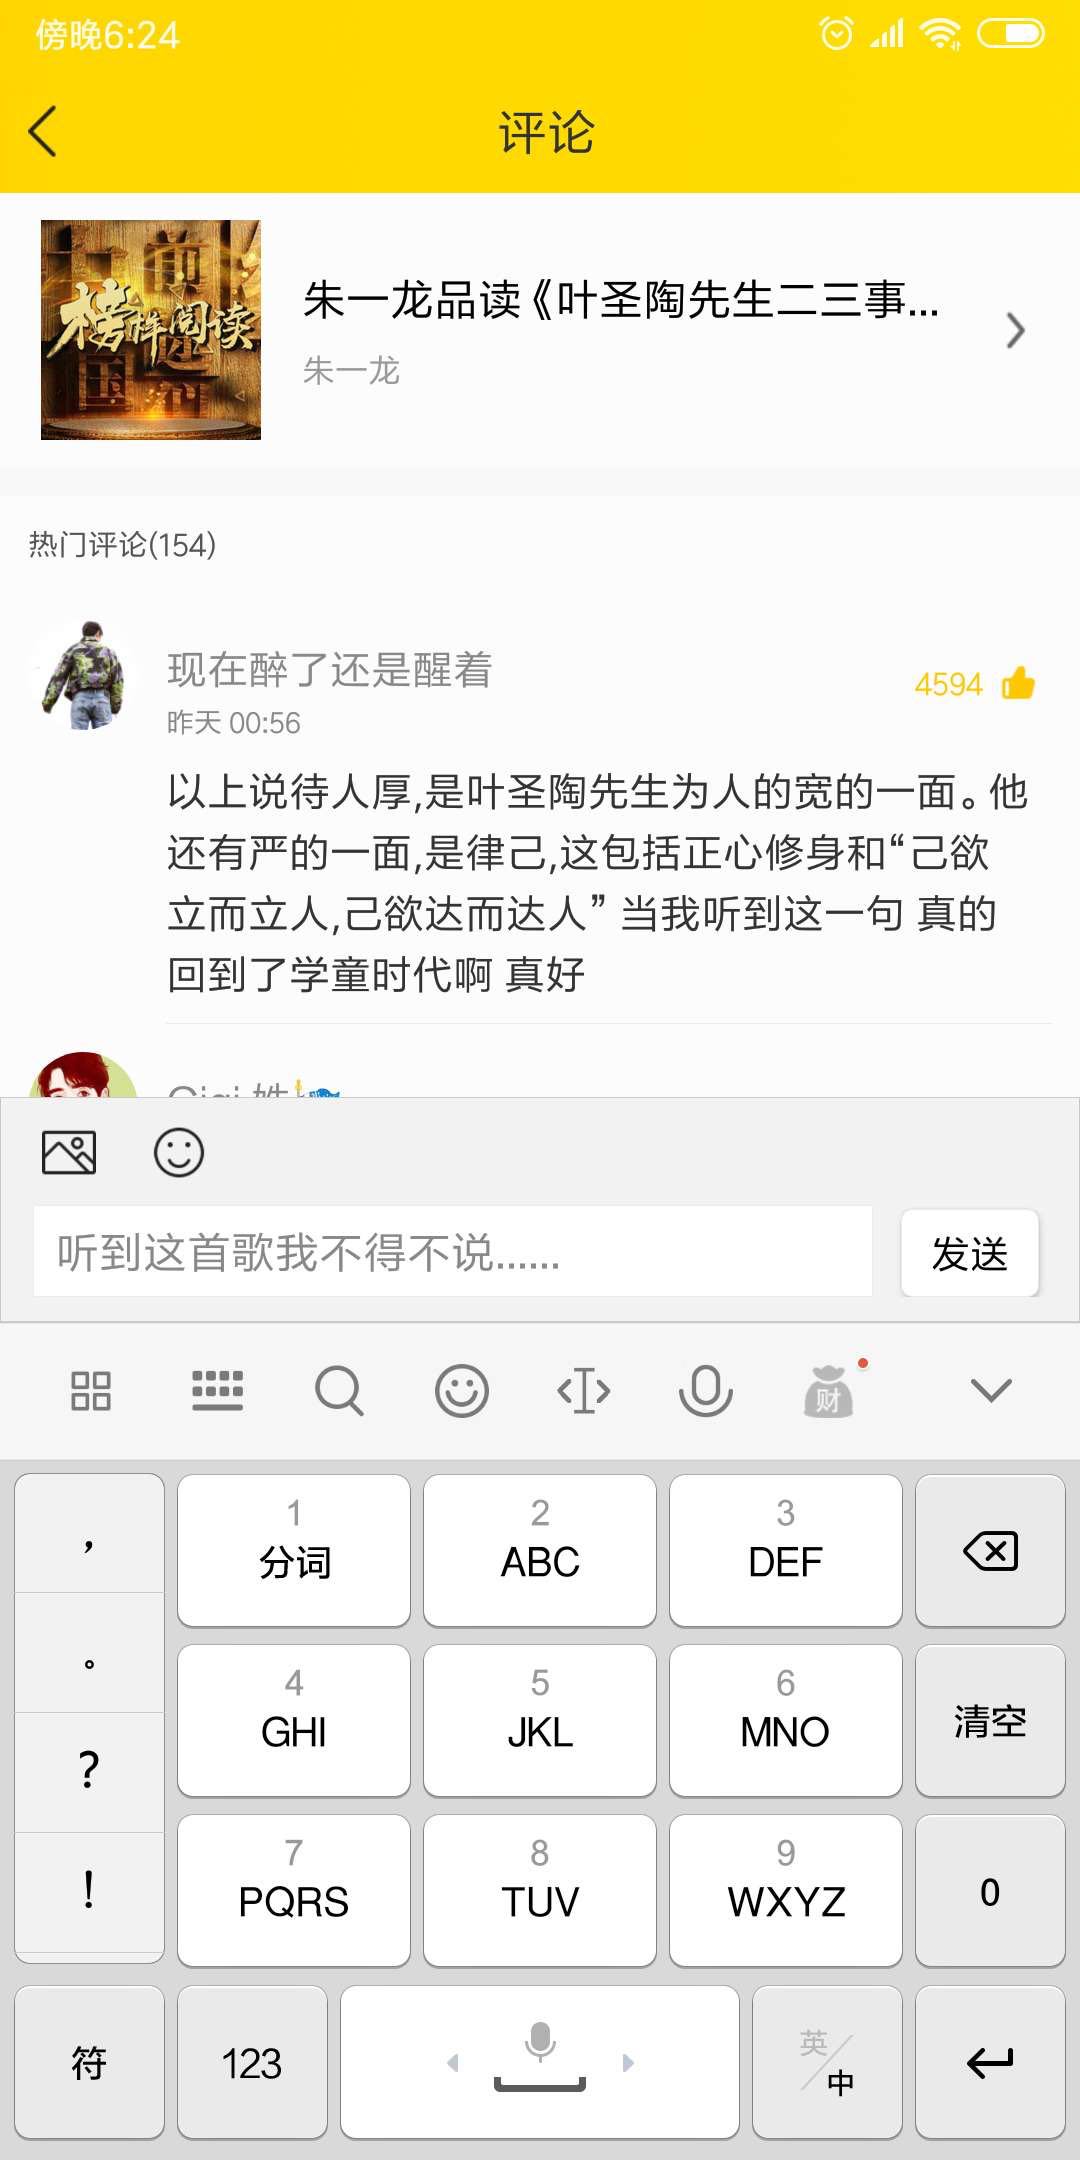 傍晚6:24
评论
榜样阅读
朱一龙品读《叶圣陶先生二三事...
朱一龙
热门评论(154)
现在醉了还是醒着
4594
昨天 00:56
以上说待人厚,是叶圣陶先生为人的宽的一面。他
还有严的一面,是律己,这包括正心修身和“己欲
立而立人,己欲达而达人” 当我听到这一句 真的
回到了学童时代啊 真好
听到这首歌我不得不说......
发送
财
,
1
分词
2
ABC
3
DEF
。
4
GHI
5
JKL
6
MNO
清空
?
!
7
PQRS
8
TUV
9
WXYZ
0
符
123
英/中